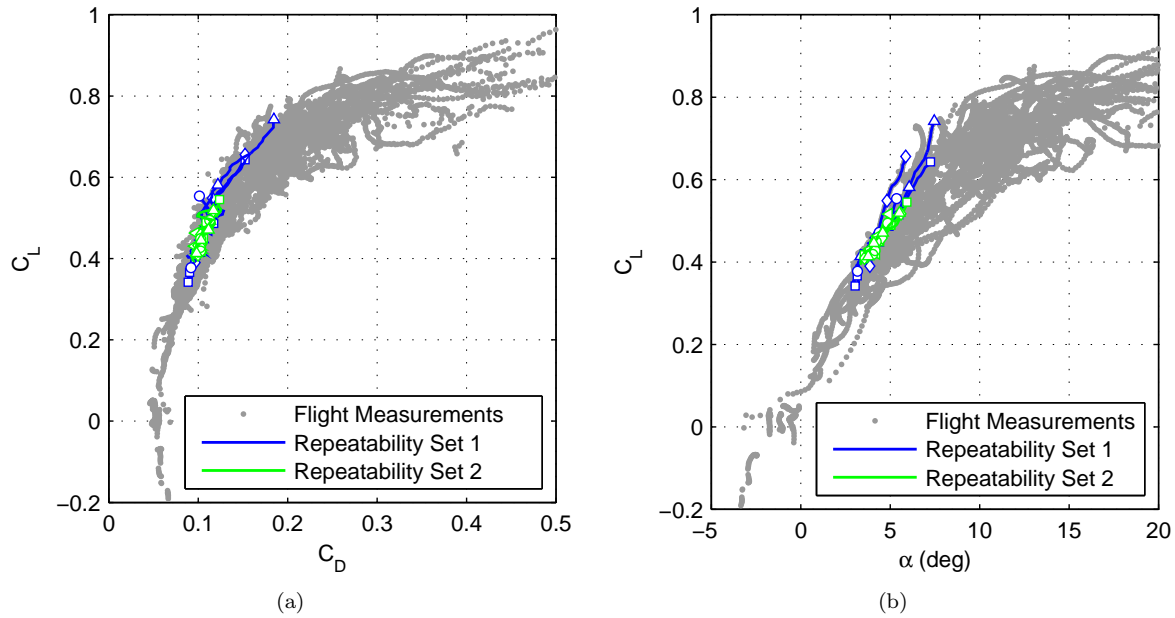 1
0.8
0.6
0.4
0.2
0
−0.2
C_L
0
0.1
0.2
0.3
0.4
0.5
C_D
Flight Measurements
Repeatability Set 1
Repeatability Set 2
(a)
1
0.8
0.6
0.4
0.2
0
−0.2
C_L
−5
0
5
10
15
20
α (deg)
Flight Measurements
Repeatability Set 1
Repeatability Set 2
(b)